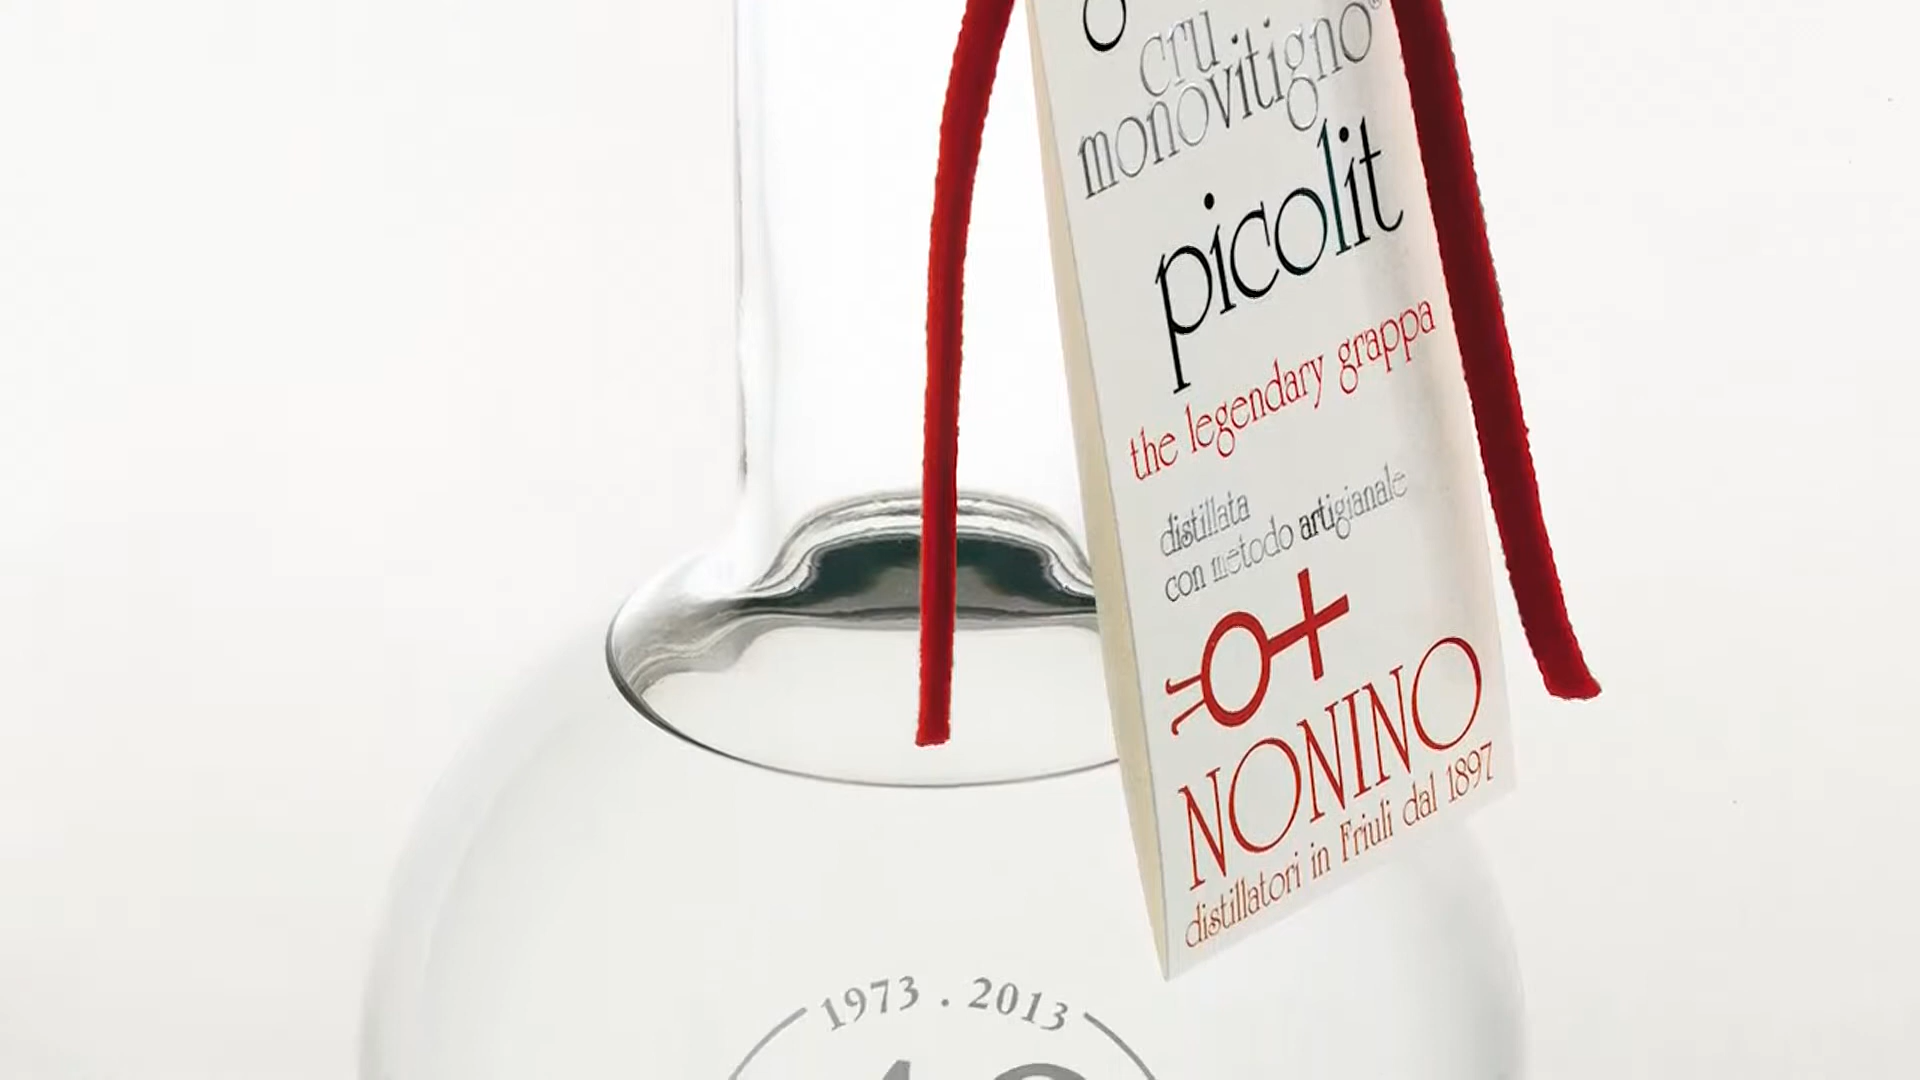 cru
monovitigno®
picolit
the legendary grappa
distillata
con metodo artigianale
NONINO
distillatori in Friuli dal 1897
1973 . 2013